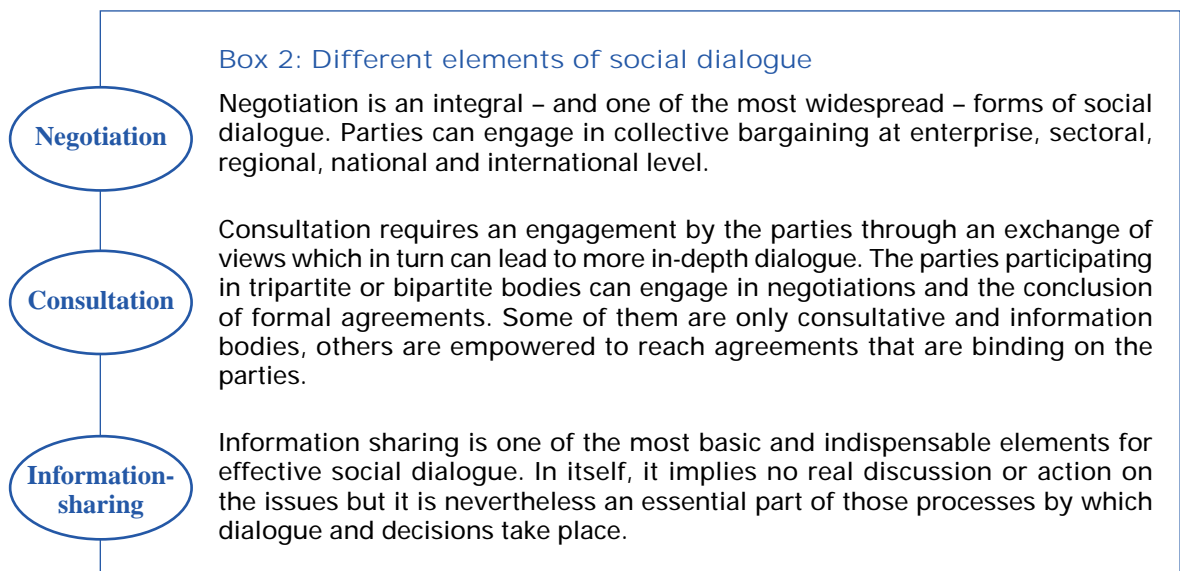 Box 2: Different elements of social dialogue
Negotiation
Negotiation is an integral – and one of the most widespread – forms of social
dialogue. Parties can engage in collective bargaining at enterprise, sectoral,
regional, national and international level.
Consultation
Consultation requires an engagement by the parties through an exchange of
views which in turn can lead to more in-depth dialogue. The parties participating
in tripartite or bipartite bodies can engage in negotiations and the conclusion
of formal agreements. Some of them are only consultative and information
bodies, others are empowered to reach agreements that are binding on the
parties.
Information-
sharing
Information sharing is one of the most basic and indispensable elements for
effective social dialogue. In itself, it implies no real discussion or action on
the issues but it is nevertheless an essential part of those processes by which
dialogue and decisions take place.